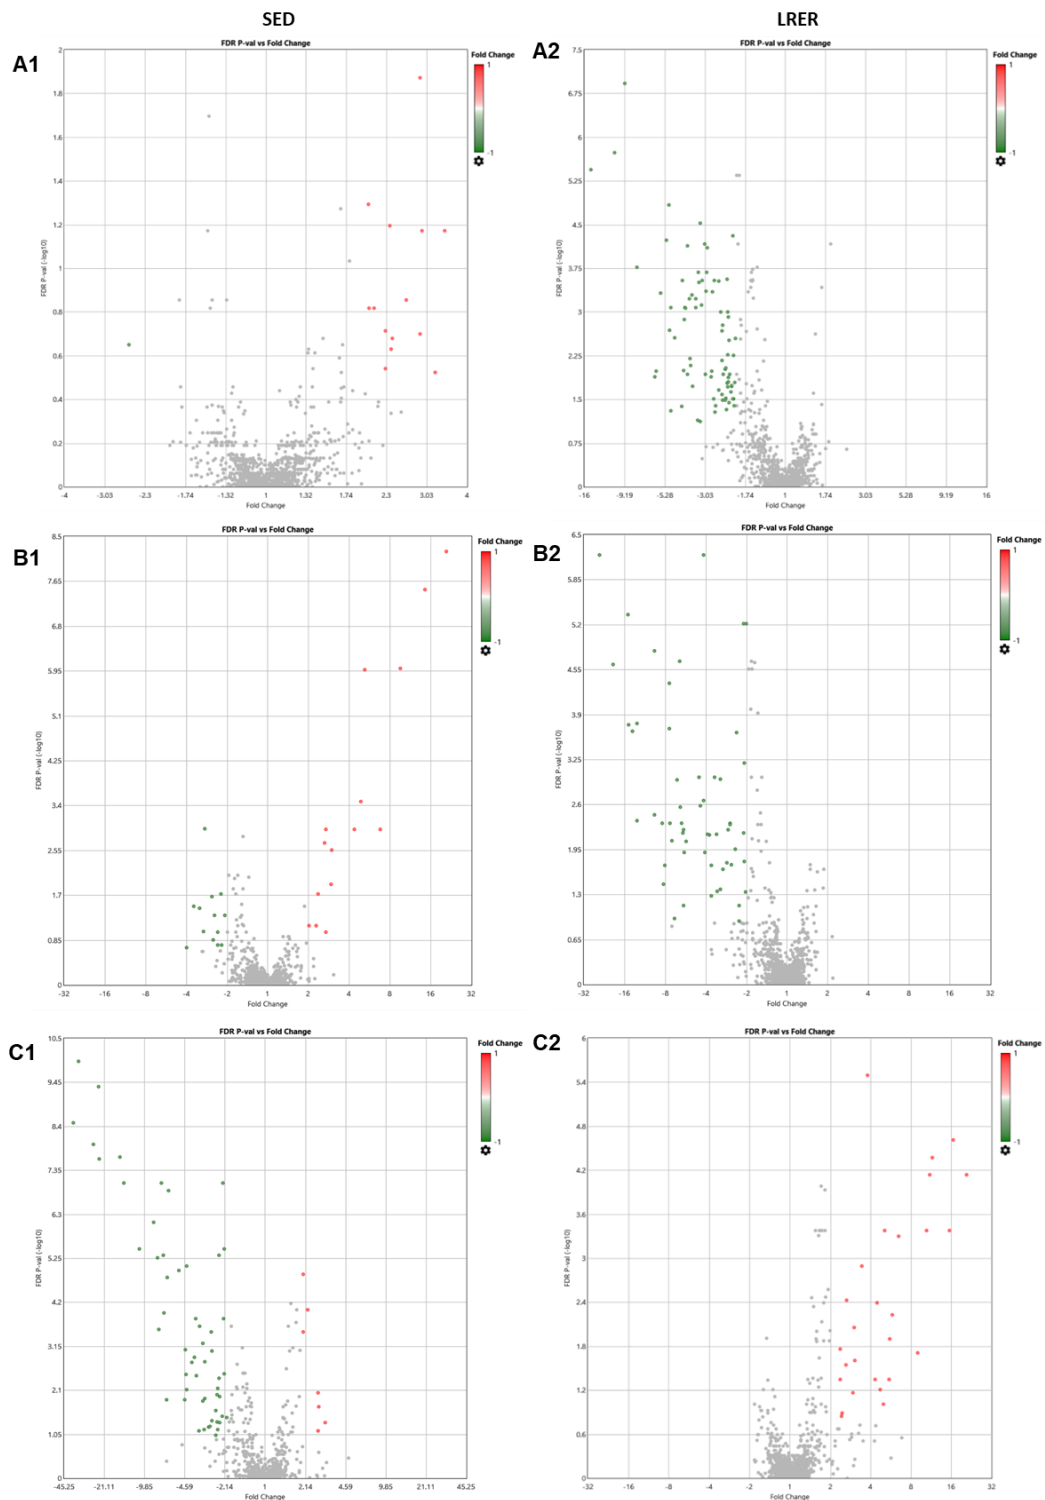 SED
LRER
A1
FDR P-val vs Fold Change
Fold Change
1
-1
FDR P-val (-log10)
2
1.8
1.6
1.4
1.2
1
0.8
0.6
0.4
0.2
0
-4 -3.03 -2.3 -1.74 -1.32 1 1.32 1.74 2.3 3.03 4
Fold Change
A2
FDR P-val vs Fold Change
Fold Change
1
-1
FDR P-val (-log10)
7.5
6.75
6
5.25
4.5
3.75
3
2.25
1.5
0.75
0
-16 -9.19 -5.28 -3.03 -1.74 1 1.74 3.03 5.28 9.19 16
Fold Change
B1
FDR P-val vs Fold Change
Fold Change
1
-1
FDR P-val (-log10)
8.5
7.65
6.8
5.95
5.1
4.25
3.4
2.55
1.7
0.85
0
-32 -16 -8 -4 -2 1 2 4 8 16 32
Fold Change
B2
FDR P-val vs Fold Change
Fold Change
1
-1
FDR P-val (-log10)
6.5
5.85
5.2
4.55
3.9
3.25
2.6
1.95
1.3
0.65
0
-32 -16 -8 -4 -2 1 2 4 8 16 32
Fold Change
C1
FDR P-val vs Fold Change
Fold Change
1
-1
FDR P-val (-log10)
10.5
9.45
8.4
7.35
6.3
5.25
4.2
3.15
2.1
1.05
0
-45.25 -21.11 -9.85 -4.59 -2.14 1 2.14 4.59 9.85 21.11 45.25
Fold Change
C2
FDR P-val vs Fold Change
Fold Change
1
-1
FDR P-val (-log10)
6
5.4
4.8
4.2
3.6
3
2.4
1.8
1.2
0.6
0
-32 -16 -8 -4 -2 1 2 4 8 16 32
Fold Change